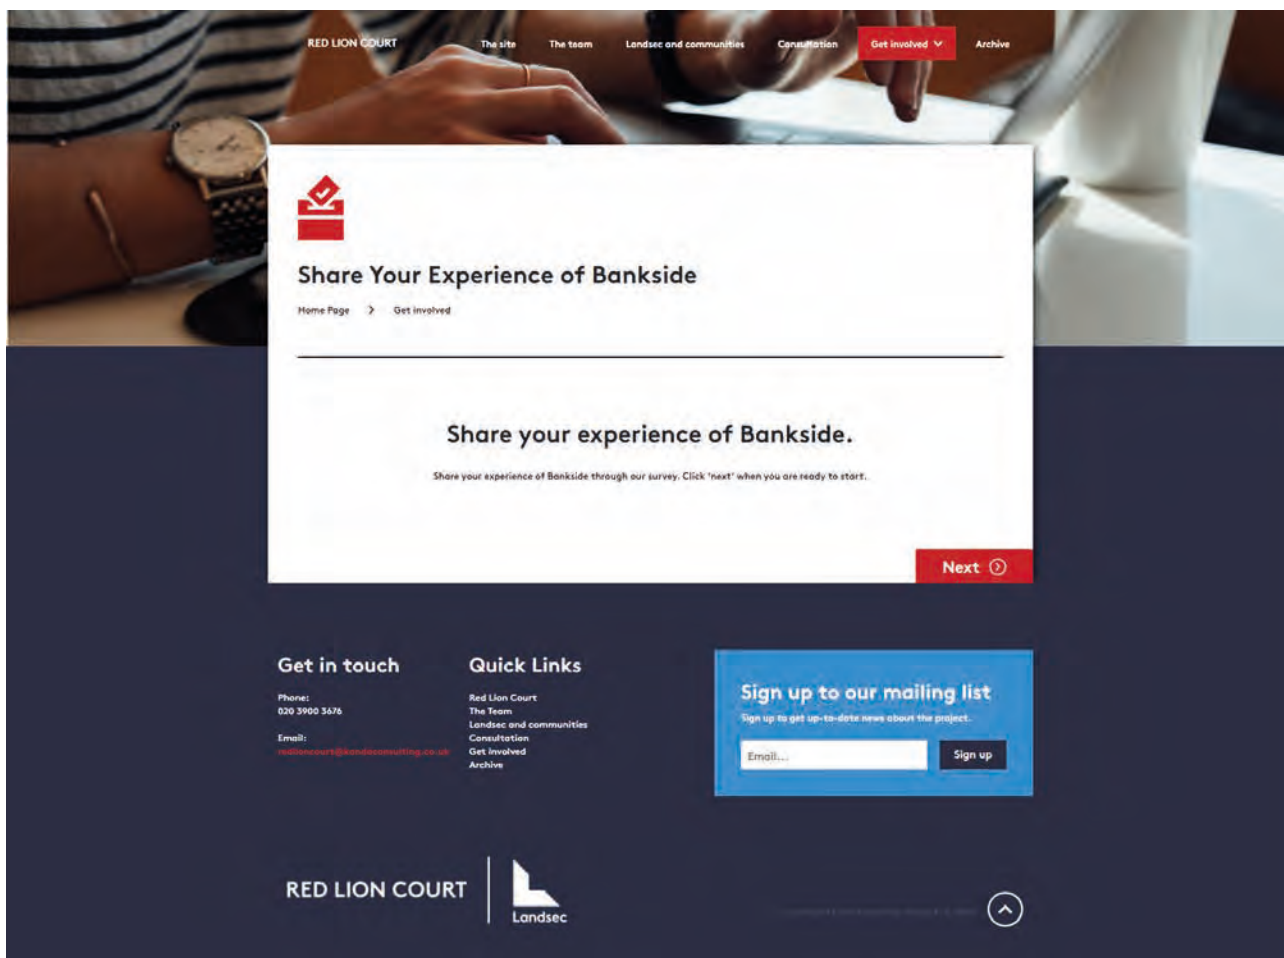 RED LION COURT
The site
The team
Landsec and communities
Consultation
Get involved
Archive
Share Your Experience of Bankside
Home Page > Get involved
Share your experience of Bankside.
Share your experience of Bankside through our survey. Click 'next' when you are ready to start.
Next
Get in touch
Phone:
020 3900 3676
Email:
redlioncourt@kandaconsulting.co.uk
Quick Links
Red Lion Court
The Team
Landsec and communities
Consultation
Get Involved
Archive
Sign up to our mailing list
Sign up to get up-to-date news about the project.
Email...
Sign up
RED LION COURT
Landsec